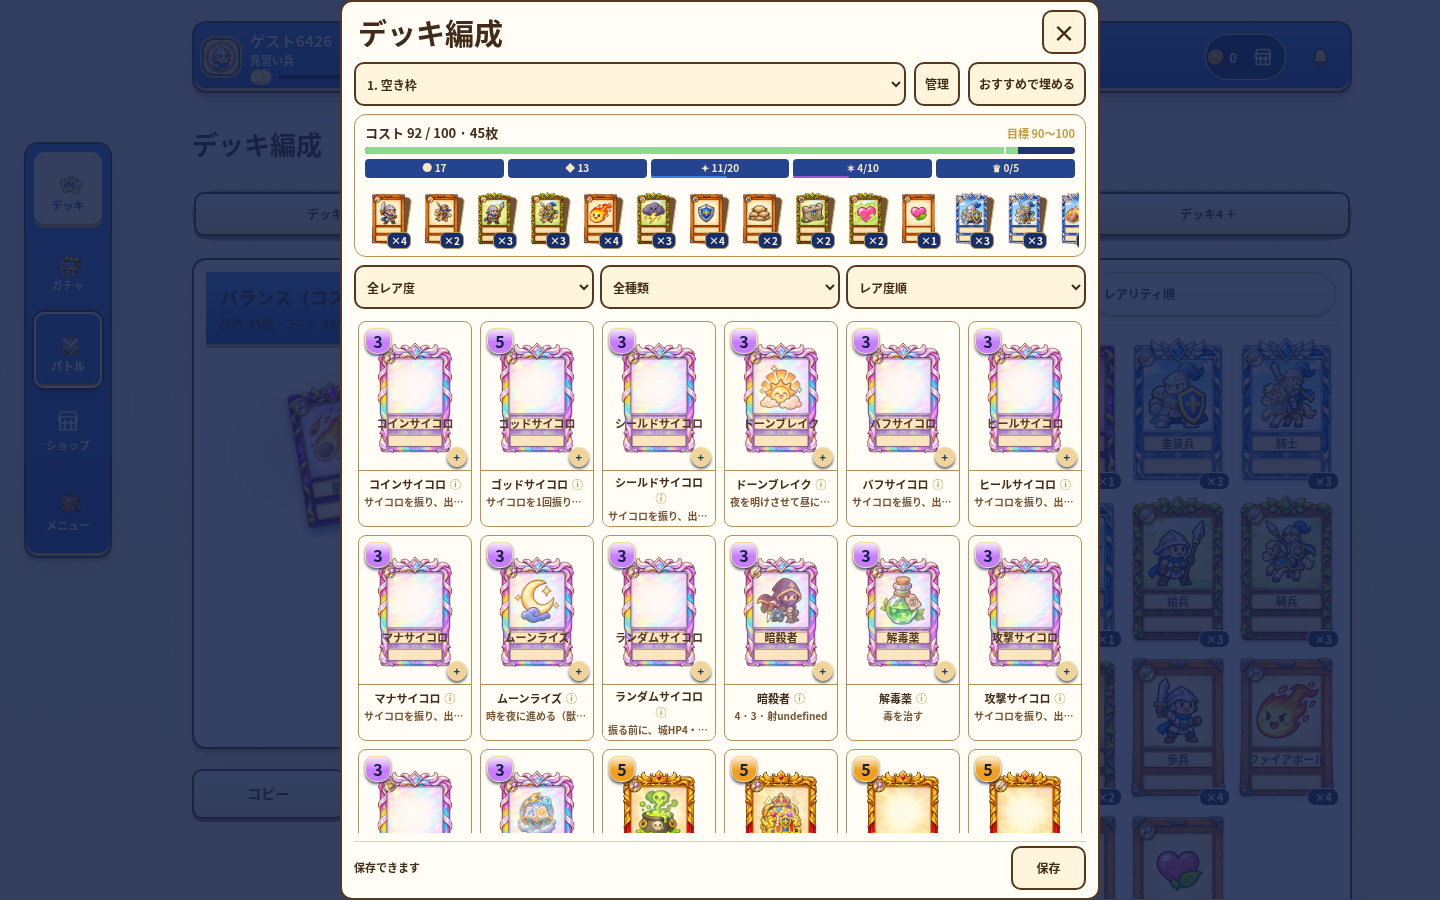 ゲスト6426
見習い兵
0
デッキ編成
デッキ
ガチャ
バトル
ショップ
メニュー
デッキ4＋
レアリティ順
コピー
重装兵
騎士
×1
×3
×3
槍兵
騎兵
×1
×3
×3
歩兵
ファイアボール
×2
×4
×4
デッキ編成
×
1. 空き枠
管理
おすすめで埋める
コスト 92 / 100・45枚
目標 90〜100
● 17
◆ 13
✦ 11/20
✶ 4/10
♛ 0/5
×4
×2
×3
×3
×4
×3
×4
×2
×2
×2
×1
×3
×3
全レア度
全種類
レア度順
3
コインサイコロ
+
コインサイコロ ⓘ
サイコロを振り、出…
5
ゴッドサイコロ
+
ゴッドサイコロ ⓘ
サイコロを1回振り…
3
シールドサイコロ
+
シールドサイコロ
ⓘ
サイコロを振り、出…
3
ドーンブレイク
+
ドーンブレイク ⓘ
夜を明けさせて昼に…
3
バフサイコロ
+
バフサイコロ ⓘ
サイコロを振り、出…
3
ヒールサイコロ
+
ヒールサイコロ ⓘ
サイコロを振り、出…
3
マナサイコロ
+
マナサイコロ ⓘ
サイコロを振り、出…
3
ムーンライズ
+
ムーンライズ ⓘ
時を夜に進める（獣…
3
ランダムサイコロ
+
ランダムサイコロ
ⓘ
振る前に、城HP4・…
3
暗殺者
+
暗殺者 ⓘ
4・3・射undefined
3
解毒薬
+
解毒薬 ⓘ
毒を治す
3
攻撃サイコロ
+
攻撃サイコロ ⓘ
サイコロを振り、出…
3
3
5
5
5
5
保存できます
保存